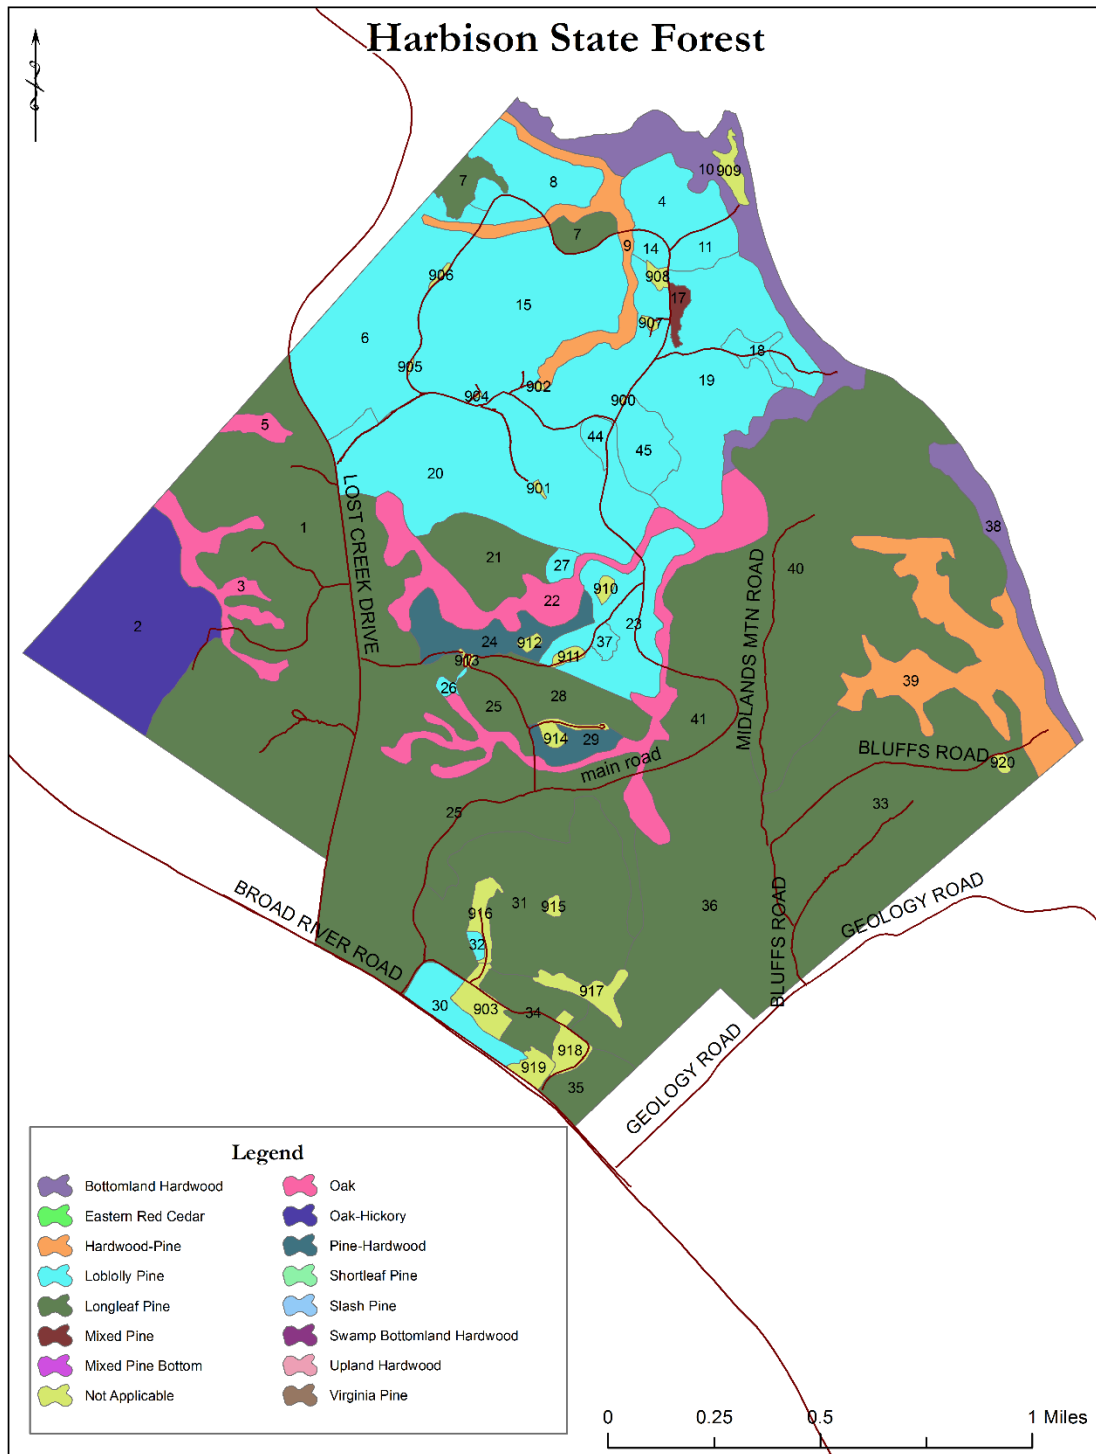 Harbison State Forest
10
909
7
8
4
7
9
14
11
906
908
17
15
907
6
18
905
19
902
904
900
5
44
45
20
901
LOST CREEK DRIVE
38
1
21
27
40
MIDLANDS MTN ROAD
3
910
22
2
23
24
912
37
911
903
39
26
28
25
41
914
29
BLUFFS ROAD
920
main road
33
25
BROAD RIVER ROAD
916
31
915
36
BLUFFS ROAD
GEOLOGY ROAD
32
917
30
903
34
918
919
35
GEOLOGY ROAD
Legend
Bottomland Hardwood
Oak
Eastern Red Cedar
Oak-Hickory
Hardwood-Pine
Pine-Hardwood
Loblolly Pine
Shortleaf Pine
Longleaf Pine
Slash Pine
Mixed Pine
Swamp Bottomland Hardwood
Mixed Pine Bottom
Upland Hardwood
Not Applicable
Virginia Pine
0 0.25 0.5 1 Miles